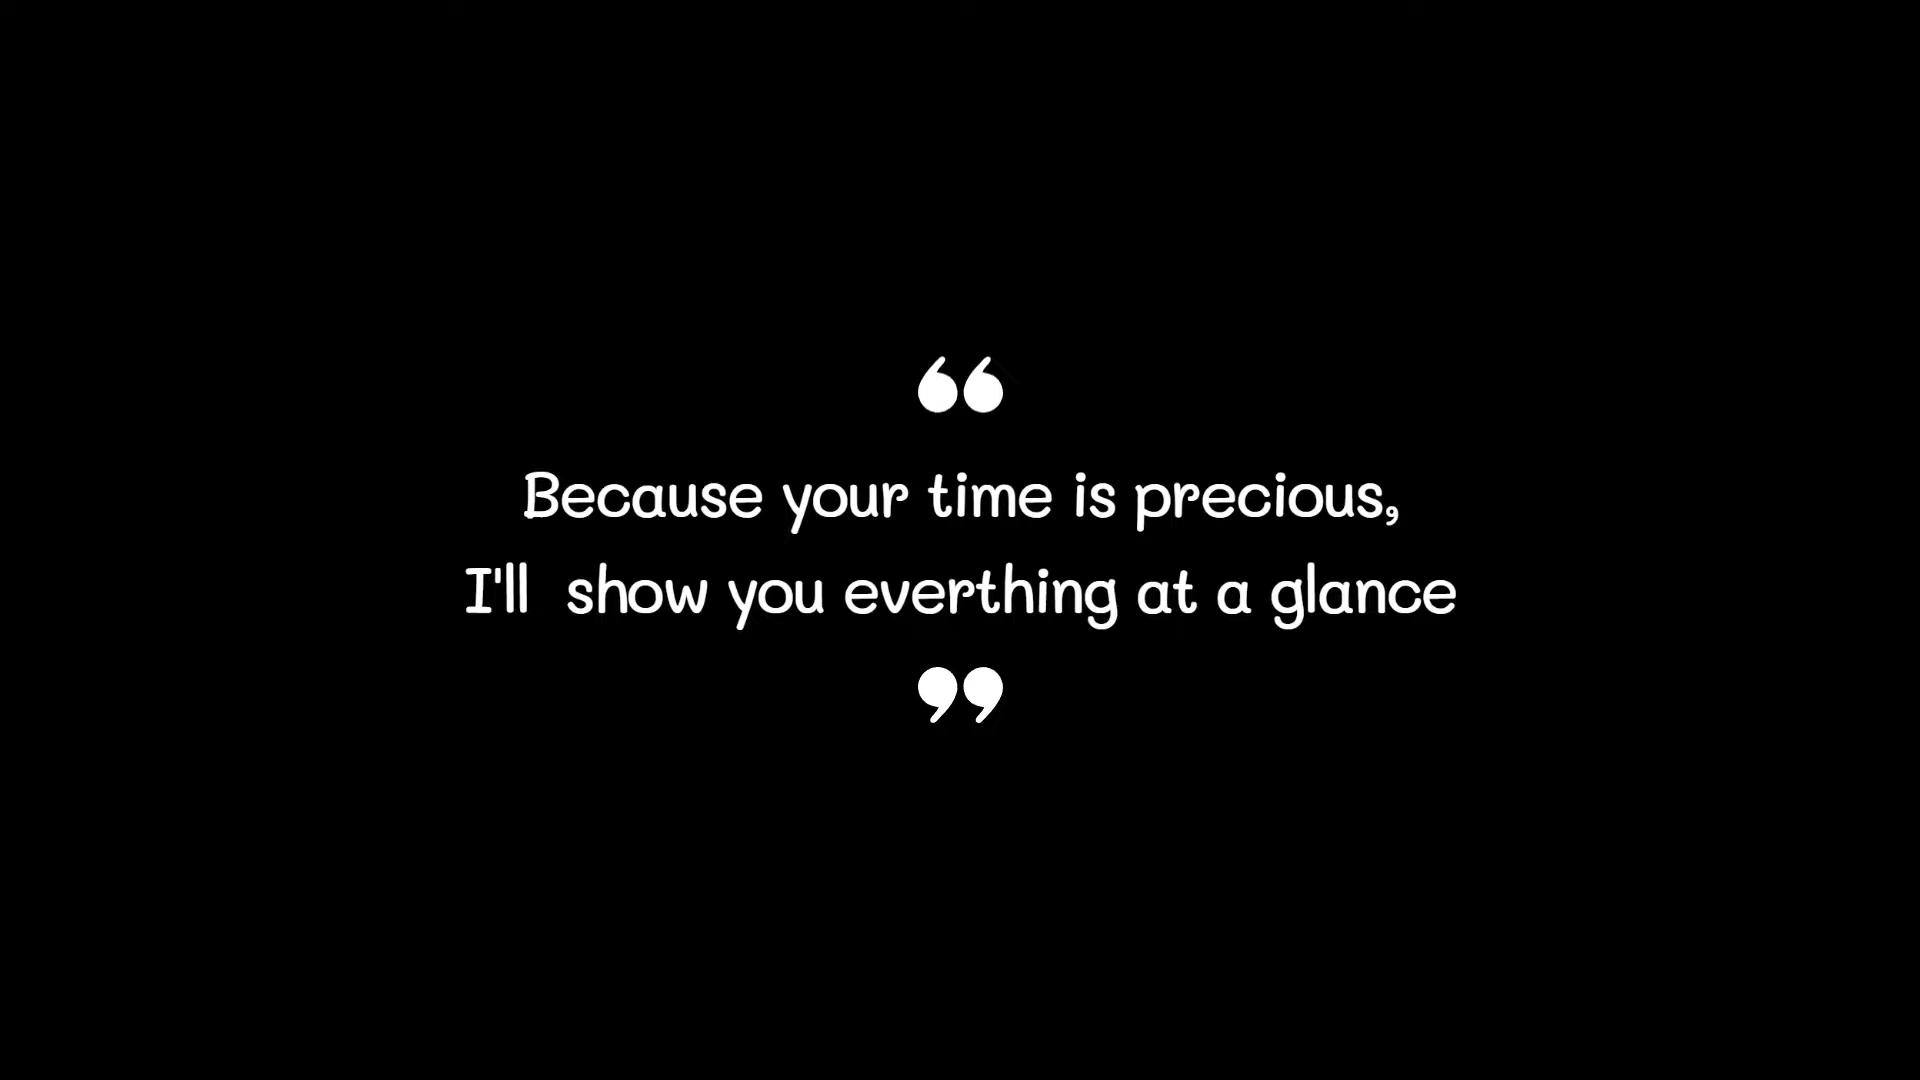 “
Because your time is precious,
I'll  show you everthing at a glance
”